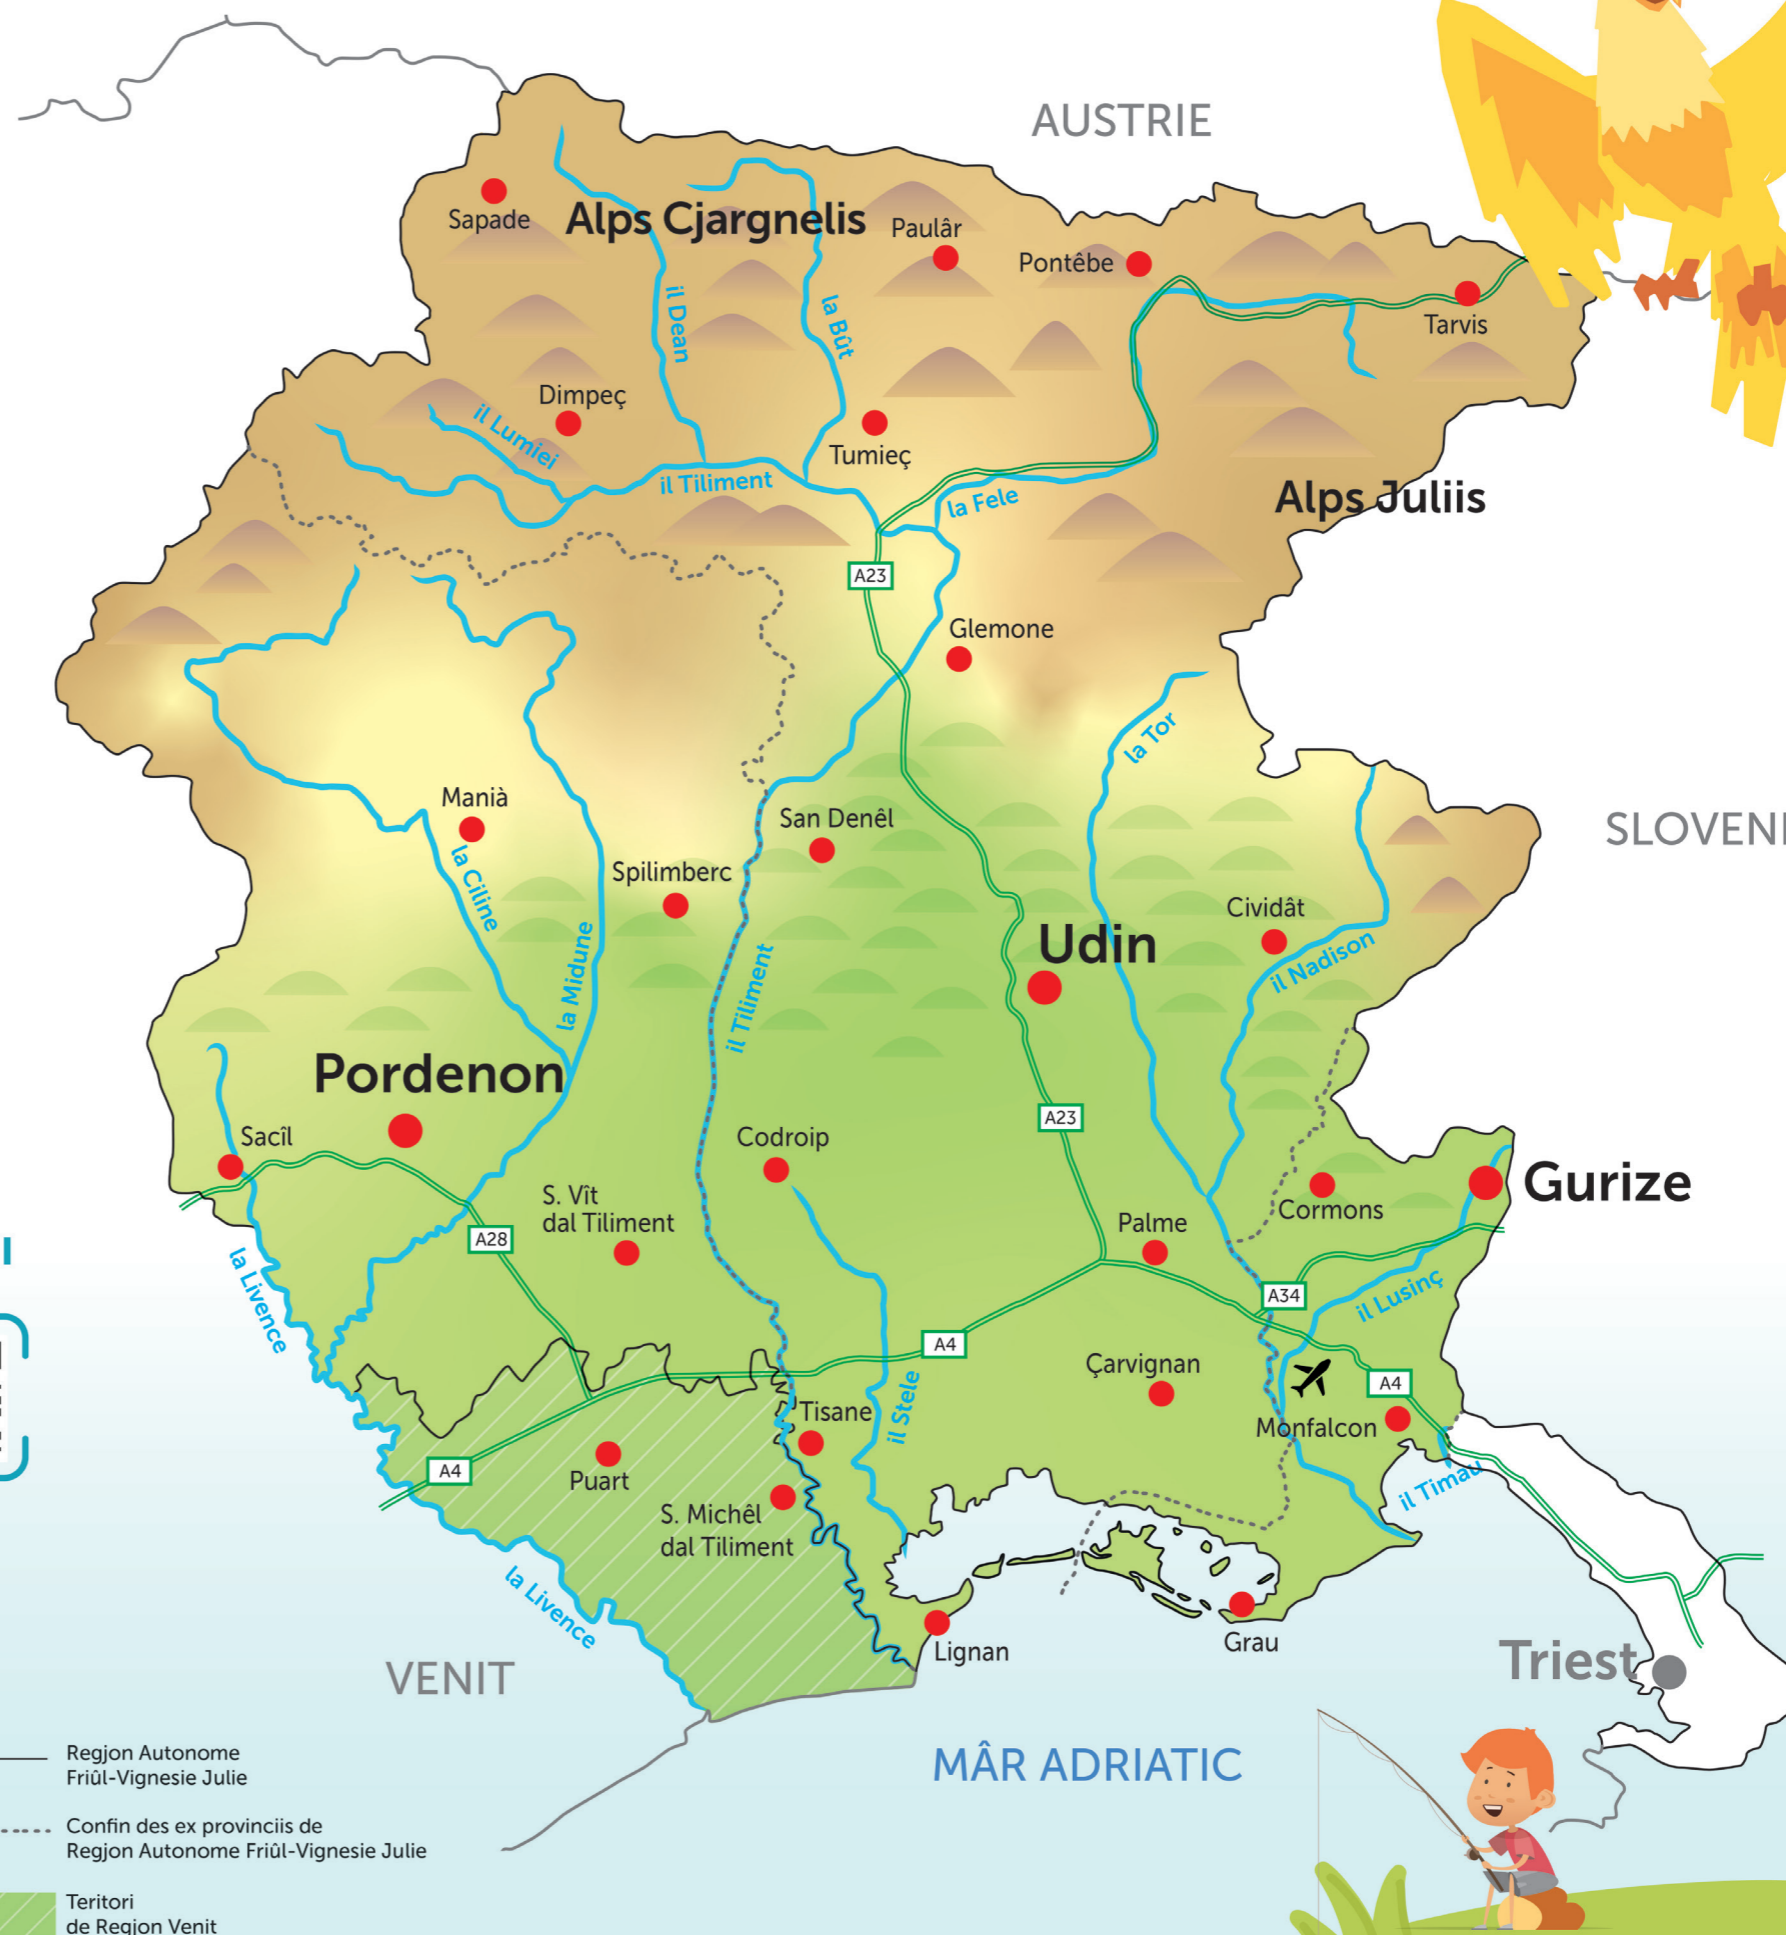 AUSTRIE
Sapade
Alps Cjargnelis
Paulâr
Pontêbe
Tarvis
il Dean
la Bût
Dimpeç
il Lumiei
Tumieç
il Tiliment
la Fele
Alps Juliis
A23
Glemone
la Tor
Manià
San Denêl
SLOVENI
la Ciline
Spilimberc
Cividât
Udin
la Midune
il Tiliment
il Nadison
Pordenon
A23
Sacîl
Codroip
S. Vît
dal Tiliment
Cormons
Gurize
Palme
A28
la Livence
A34
il Lusinç
A4
Çarvignan
A4
il Stele
Tisane
Monfalcon
A4
Puart
il Timau
S. Michêl
dal Tiliment
la Livence
Lignan
Grau
VENIT
Triest
MÂR ADRIATIC
Regjon Autonome
Friûl-Vignesie Julie
Confin des ex provinciis de
Regjon Autonome Friûl-Vignesie Julie
Teritori
de Regjon Venit